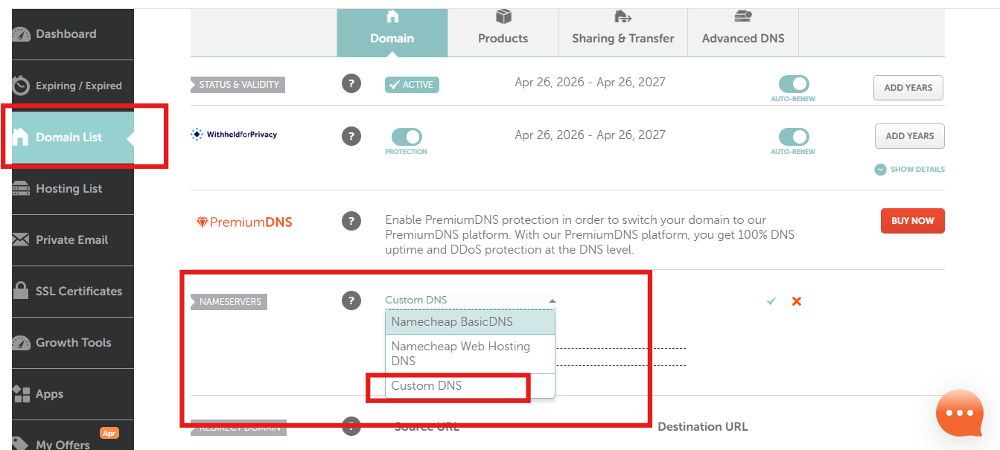 Dashboard
Expiring / Expired
Domain List
Hosting List
Private Email
SSL Certificates
Growth Tools
Apps
Apr
My Offers
Domain
Products
Sharing & Transfer
Advanced DNS
STATUS & VALIDITY
?
ACTIVE
Apr 26, 2026 - Apr 26, 2027
AUTO-RENEW
ADD YEARS
WithheldforPrivacy
?
PROTECTION
Apr 26, 2026 - Apr 26, 2027
AUTO-RENEW
ADD YEARS
SHOW DETAILS
PremiumDNS
?
Enable PremiumDNS protection in order to switch your domain to our
PremiumDNS platform. With our PremiumDNS platform, you get 100% DNS
uptime and DDoS protection at the DNS level.
BUY NOW
NAMESERVERS
?
Custom DNS
Namecheap BasicDNS
Namecheap Web Hosting
DNS
Custom DNS
REDIRECT DOMAIN
?
Source URL
Destination URL